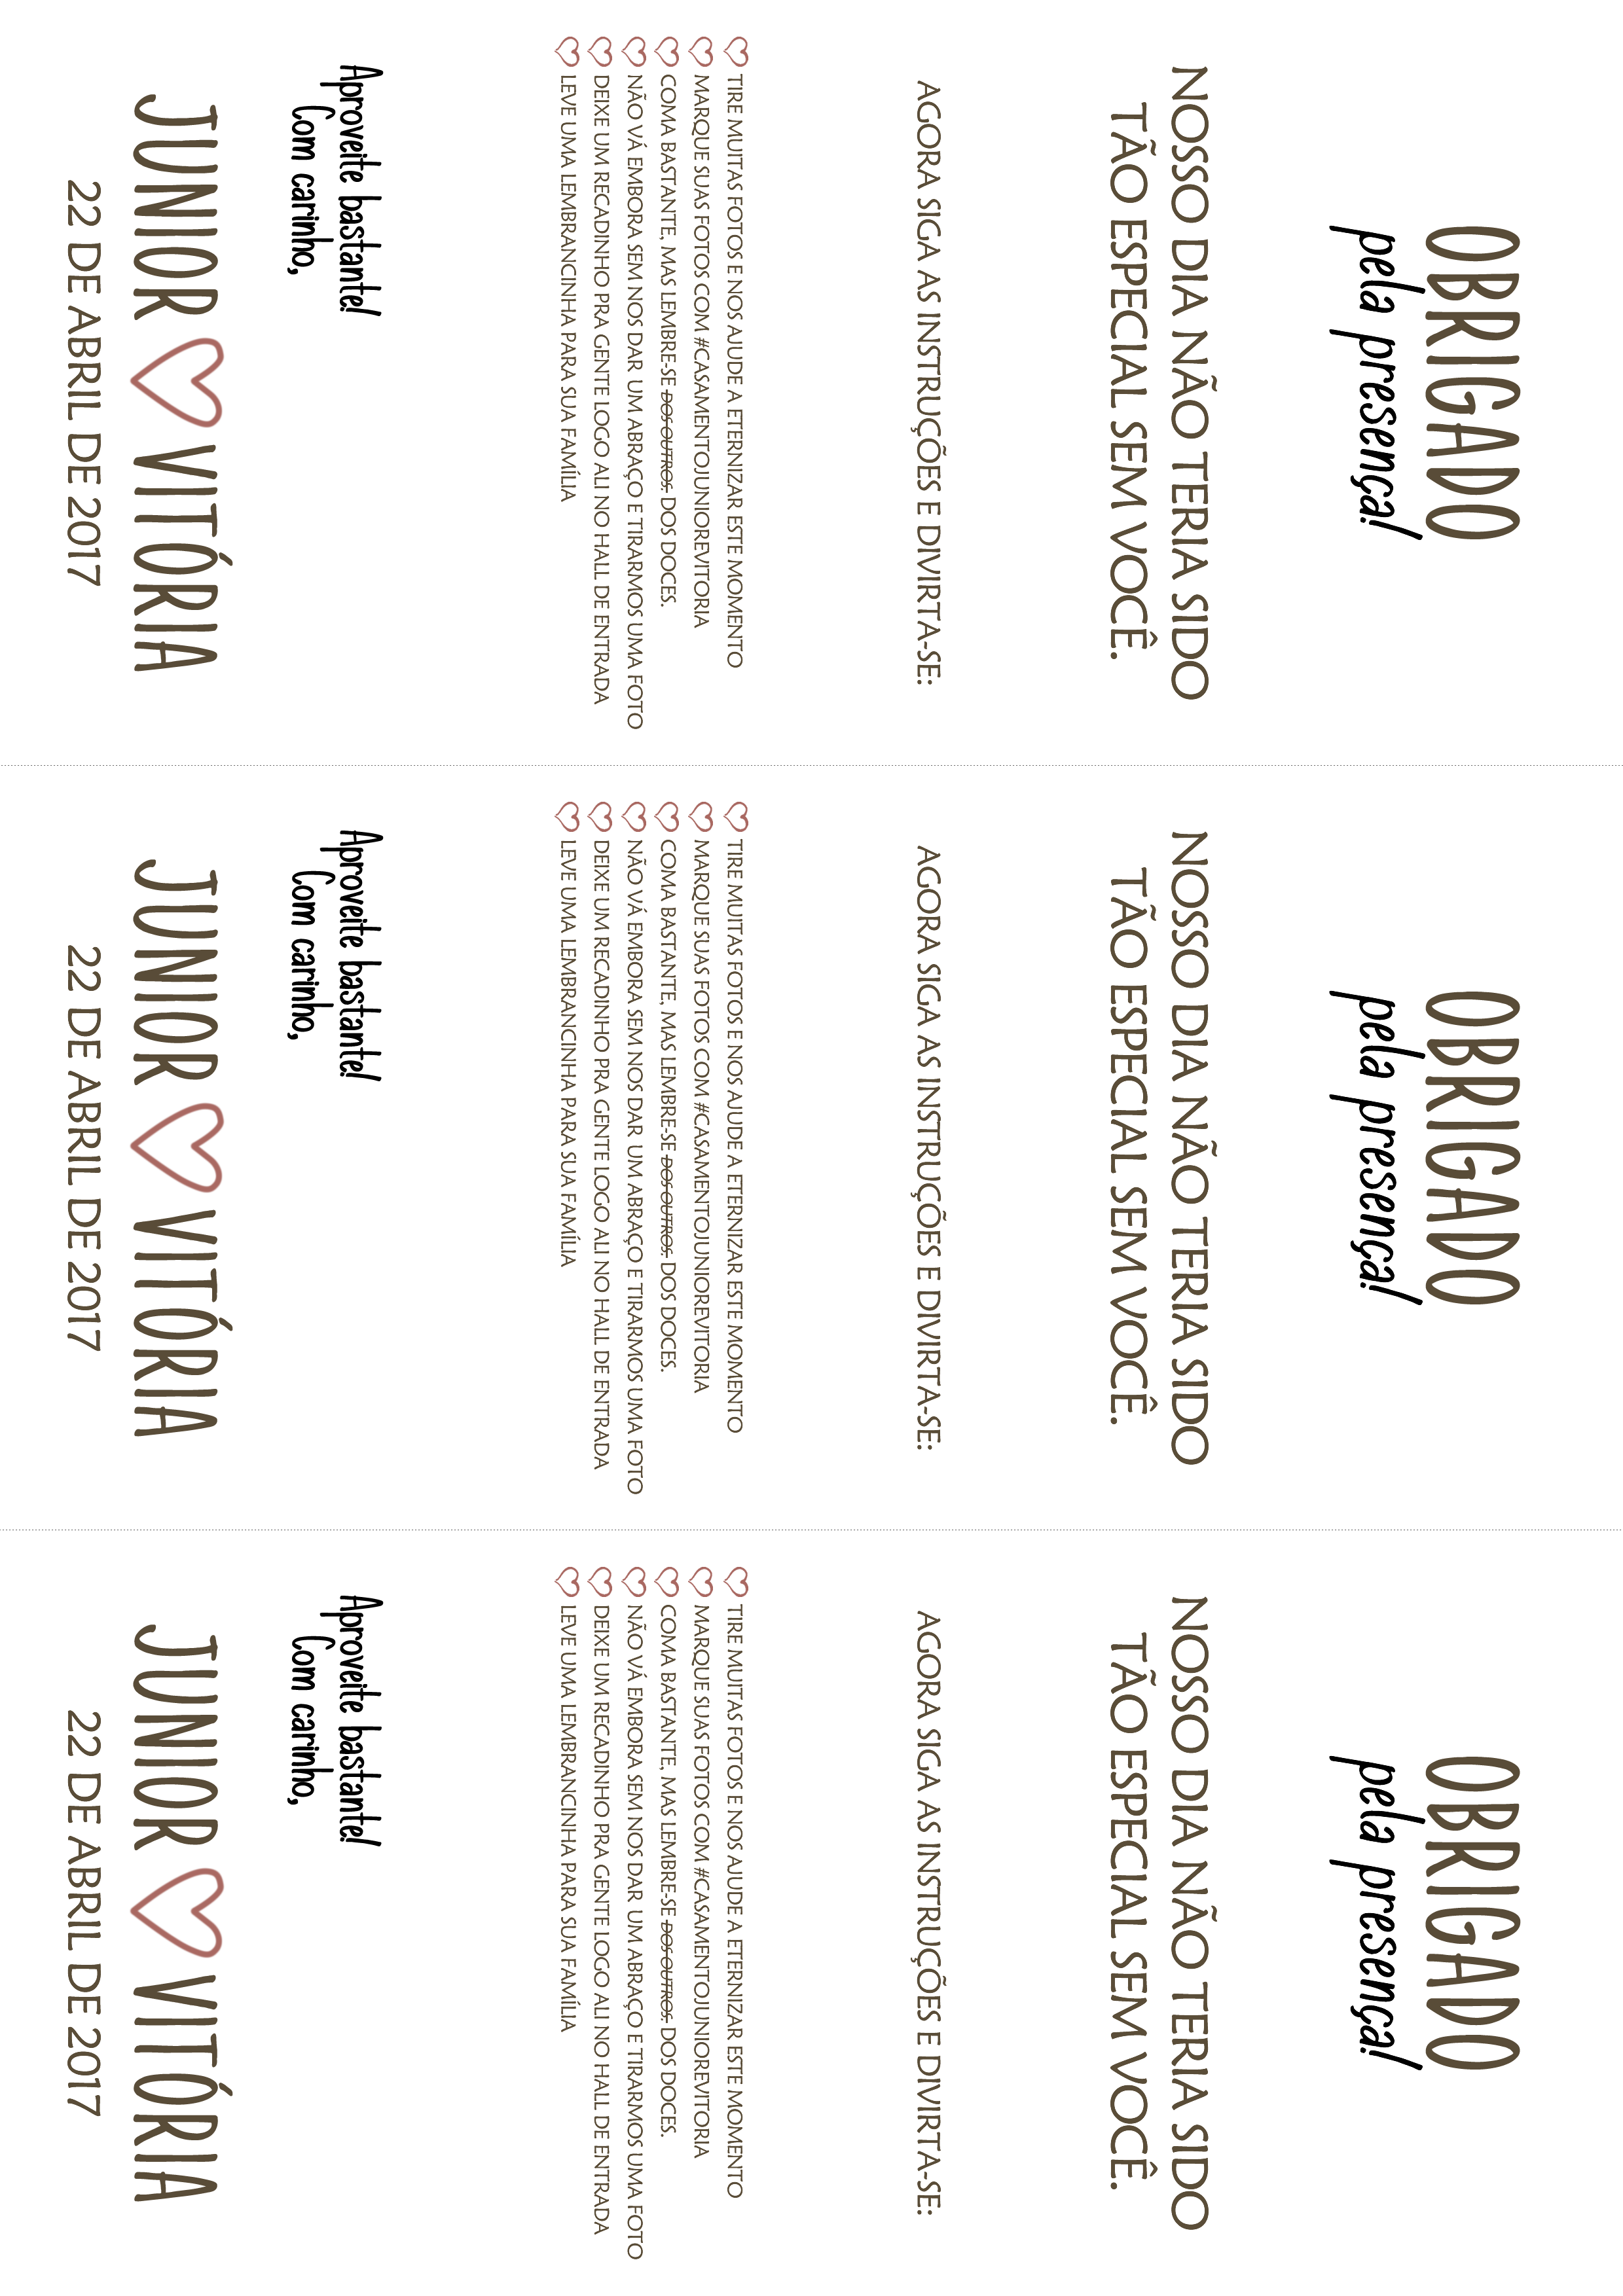 OBRIGADO
pela presença!
NOSSO DIA NÃO TERIA SIDO
TÃO ESPECIAL SEM VOCÊ.
AGORA SIGA AS INSTRUÇÕES E DIVIRTA-SE:
TIRE MUITAS FOTOS E NOS AJUDE A ETERNIZAR ESTE MOMENTO
MARQUE SUAS FOTOS COM #CASAMENTOJUNIOREVITORIA
COMA BASTANTE, MAS LEMBRE-SE DOS OUTROS. DOS DOCES.
NÃO VÁ EMBORA SEM NOS DAR UM ABRAÇO E TIRARMOS UMA FOTO
DEIXE UM RECADINHO PRA GENTE LOGO ALI NO HALL DE ENTRADA
LEVE UMA LEMBRANCINHA PARA SUA FAMÍLIA
Aproveite bastante!
Com carinho,
JUNIOR VITÓRIA
22 DE ABRIL DE 2017
OBRIGADO
pela presença!
NOSSO DIA NÃO TERIA SIDO
TÃO ESPECIAL SEM VOCÊ.
AGORA SIGA AS INSTRUÇÕES E DIVIRTA-SE:
TIRE MUITAS FOTOS E NOS AJUDE A ETERNIZAR ESTE MOMENTO
MARQUE SUAS FOTOS COM #CASAMENTOJUNIOREVITORIA
COMA BASTANTE, MAS LEMBRE-SE DOS OUTROS. DOS DOCES.
NÃO VÁ EMBORA SEM NOS DAR UM ABRAÇO E TIRARMOS UMA FOTO
DEIXE UM RECADINHO PRA GENTE LOGO ALI NO HALL DE ENTRADA
LEVE UMA LEMBRANCINHA PARA SUA FAMÍLIA
Aproveite bastante!
Com carinho,
JUNIOR VITÓRIA
22 DE ABRIL DE 2017
OBRIGADO
pela presença!
NOSSO DIA NÃO TERIA SIDO
TÃO ESPECIAL SEM VOCÊ.
AGORA SIGA AS INSTRUÇÕES E DIVIRTA-SE:
TIRE MUITAS FOTOS E NOS AJUDE A ETERNIZAR ESTE MOMENTO
MARQUE SUAS FOTOS COM #CASAMENTOJUNIOREVITORIA
COMA BASTANTE, MAS LEMBRE-SE DOS OUTROS. DOS DOCES.
NÃO VÁ EMBORA SEM NOS DAR UM ABRAÇO E TIRARMOS UMA FOTO
DEIXE UM RECADINHO PRA GENTE LOGO ALI NO HALL DE ENTRADA
LEVE UMA LEMBRANCINHA PARA SUA FAMÍLIA
Aproveite bastante!
Com carinho,
JUNIOR VITÓRIA
22 DE ABRIL DE 2017